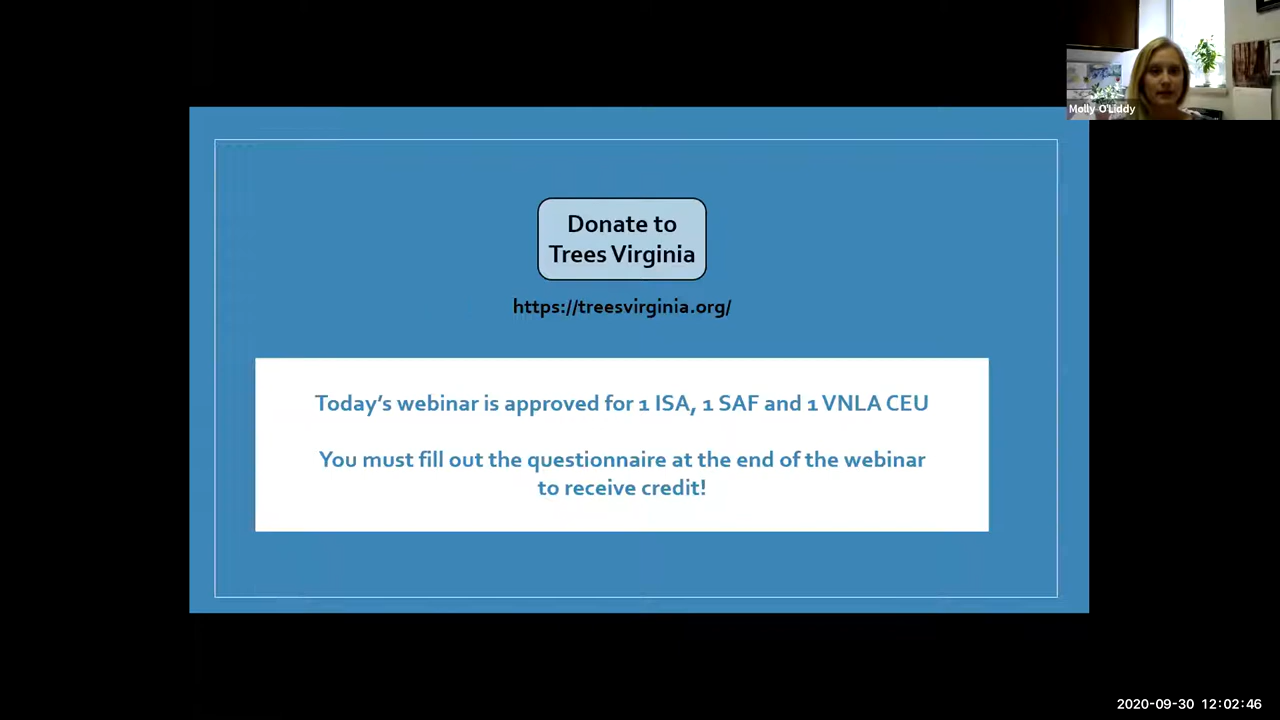 Molly O'Liddy
Donate to
Trees Virginia
https://treesvirginia.org/
Today's webinar is approved for 1 ISA, 1 SAF and 1 VNLA CEU
You must fill out the questionnaire at the end of the webinar
to receive credit!
2020-09-30 12:02:46